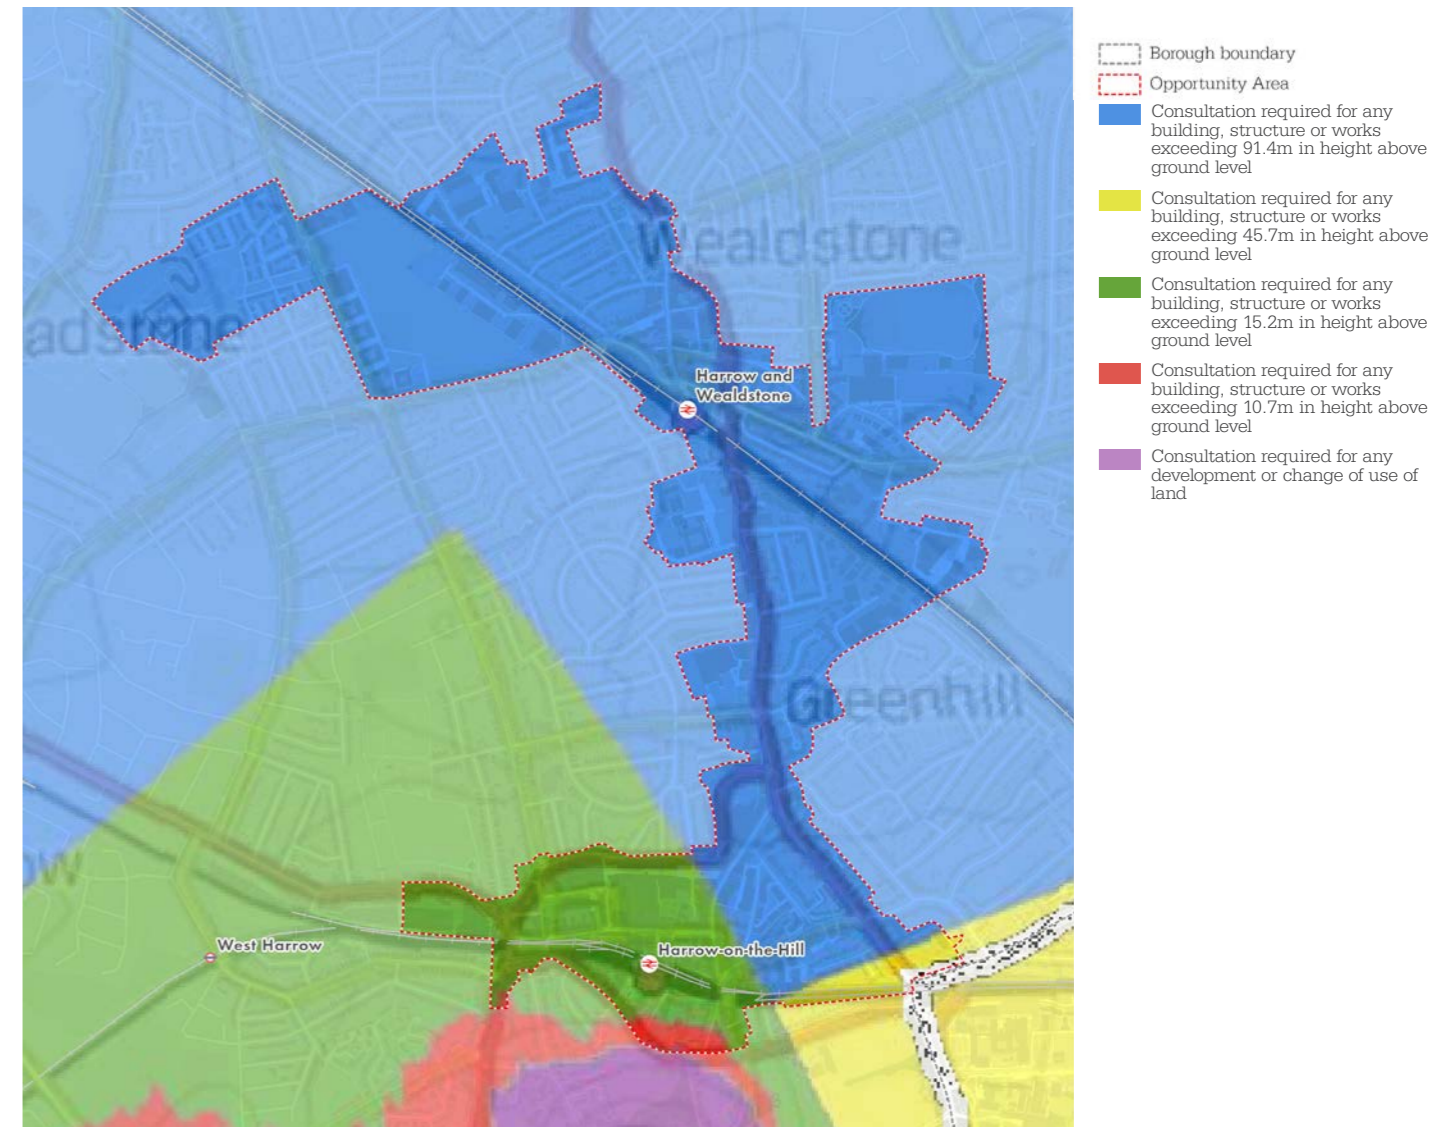 Borough boundary
Opportunity Area
Consultation required for any
building, structure or works
exceeding 91.4m in height above
ground level
Consultation required for any
building, structure or works
exceeding 45.7m in height above
ground level
Consultation required for any
building, structure or works
exceeding 15.2m in height above
ground level
Consultation required for any
building, structure or works
exceeding 10.7m in height above
ground level
Consultation required for any
development or change of use of
land
Wealdstone
adstone
Harrow and
Wealdstone
Greenhill
ow
West Harrow
Harrow-on-the-Hill